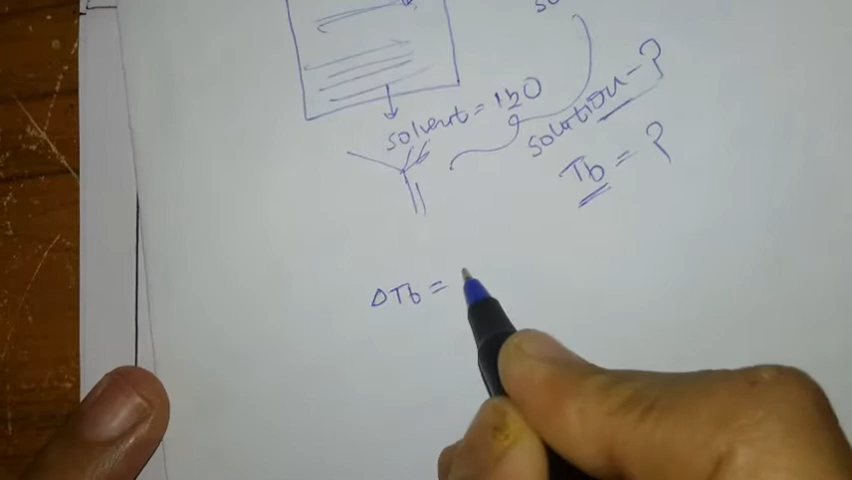 solvent = H2O
solution - ?
Tb = ?
ΔTb =